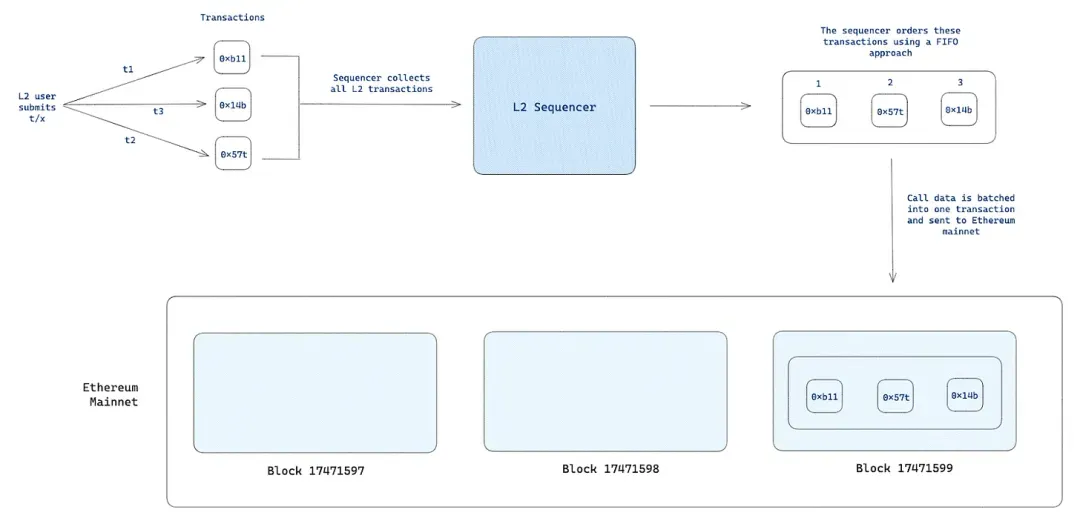 Transactions
0×b11
t1
L2 user
submits
t/x
t3
0×14b
t2
0×57t
Sequencer collects
all L2 transactions
L2 Sequencer
The sequencer orders these
transactions using a FIFO
approach
1 2 3
0×b11 0×57t 0×14b
Call data is batched
into one transaction
and sent to Ethereum
mainnet
Ethereum
Mainnet
0×b11 0×57t 0×14b
Block 17471597
Block 17471598
Block 17471599